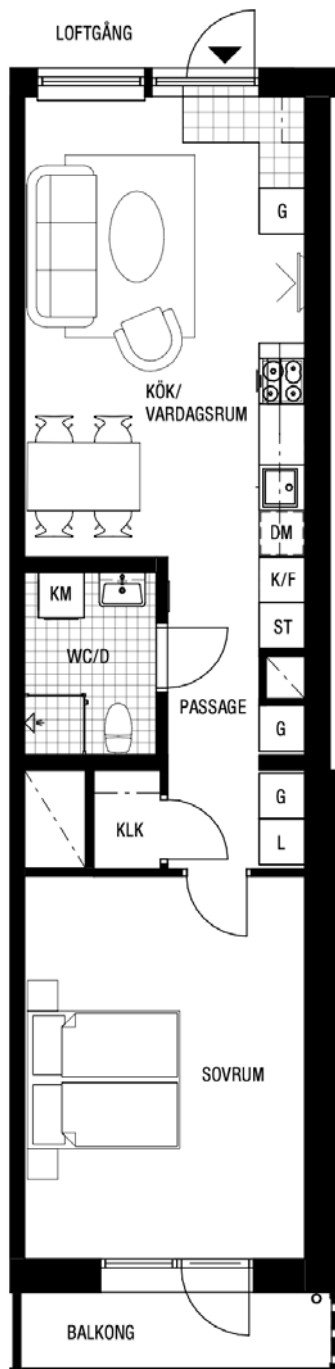 LOFTGÅNG
G
KÖK/
VARDAGSRUM
DM
K/F
KM
ST
WC/D
PASSAGE
G
G
KLK
L
SOVRUM
BALKONG